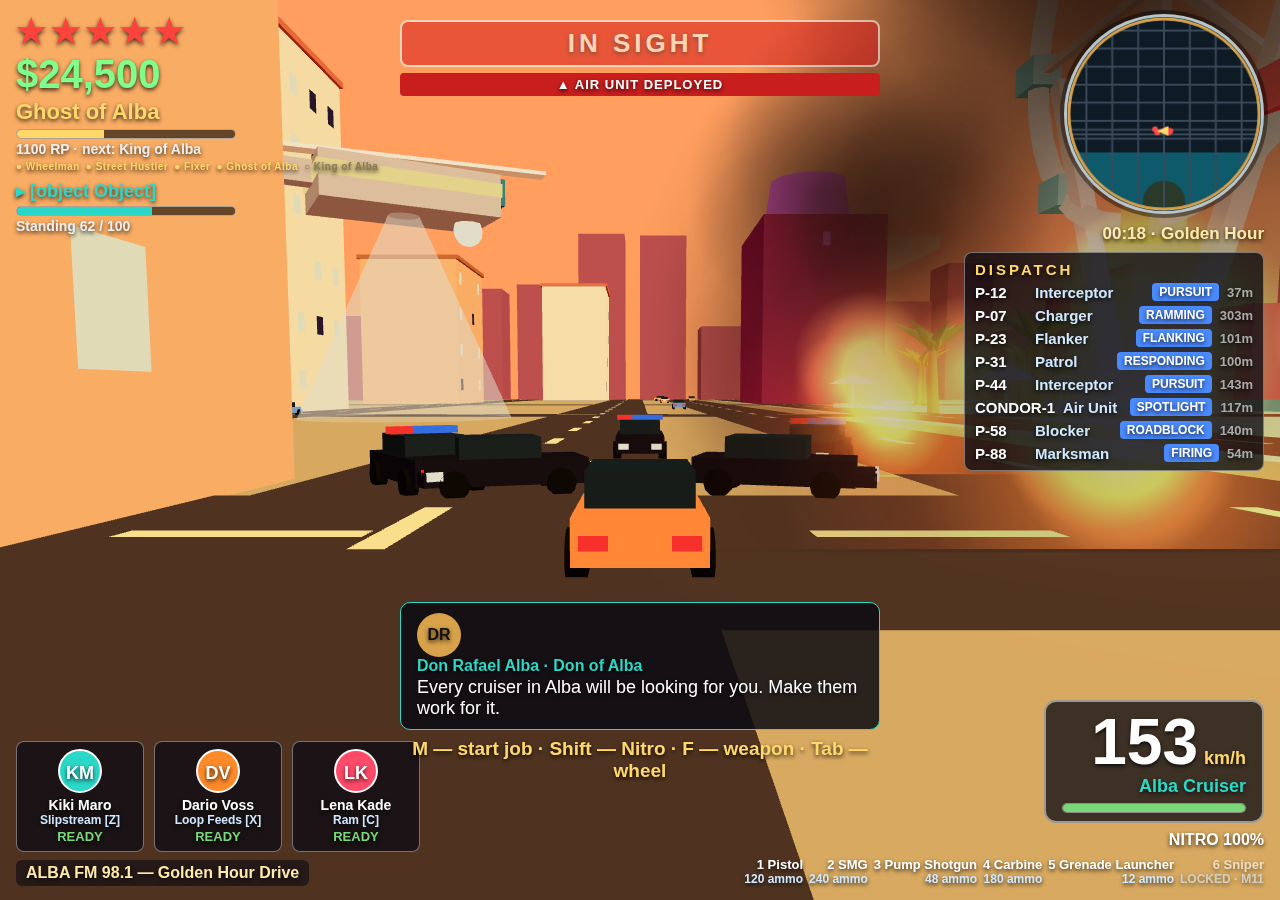 $24,500
Ghost of Alba
1100 RP · next: King of Alba
● Wheelman ● Street Hustler ● Fixer ● Ghost of Alba ○ King of Alba
▸ [object Object]
Standing 62 / 100
IN SIGHT
▲ AIR UNIT DEPLOYED
00:18 · Golden Hour
DISPATCH
P-12 Interceptor PURSUIT 37m
P-07 Charger RAMMING 303m
P-23 Flanker FLANKING 101m
P-31 Patrol RESPONDING 100m
P-44 Interceptor PURSUIT 143m
CONDOR-1 Air Unit SPOTLIGHT 117m
P-58 Blocker ROADBLOCK 140m
P-88 Marksman FIRING 54m
DR
Don Rafael Alba · Don of Alba
Every cruiser in Alba will be looking for you. Make them
work for it.
M — start job · Shift — Nitro · F — weapon · Tab —
wheel
KM DV LK
Kiki Maro Dario Voss Lena Kade
Slipstream [Z] Loop Feeds [X] Ram [C]
READY READY READY
ALBA FM 98.1 — Golden Hour Drive
153 km/h
Alba Cruiser
NITRO 100%
1 Pistol 2 SMG 3 Pump Shotgun 4 Carbine 5 Grenade Launcher 6 Sniper
120 ammo 240 ammo 48 ammo 180 ammo 12 ammo LOCKED · M11